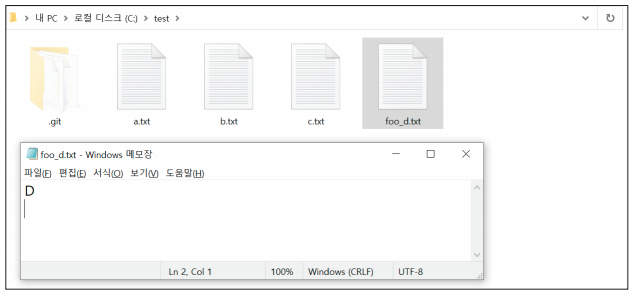 내 PC > 로컬 디스크 (C:) > test >
.git a.txt b.txt c.txt foo_d.txt
foo_d.txt - Windows 메모장
파일(F) 편집(E) 서식(O) 보기(V) 도움말(H)
D
Ln 2, Col 1 100% Windows (CRLF) UTF-8